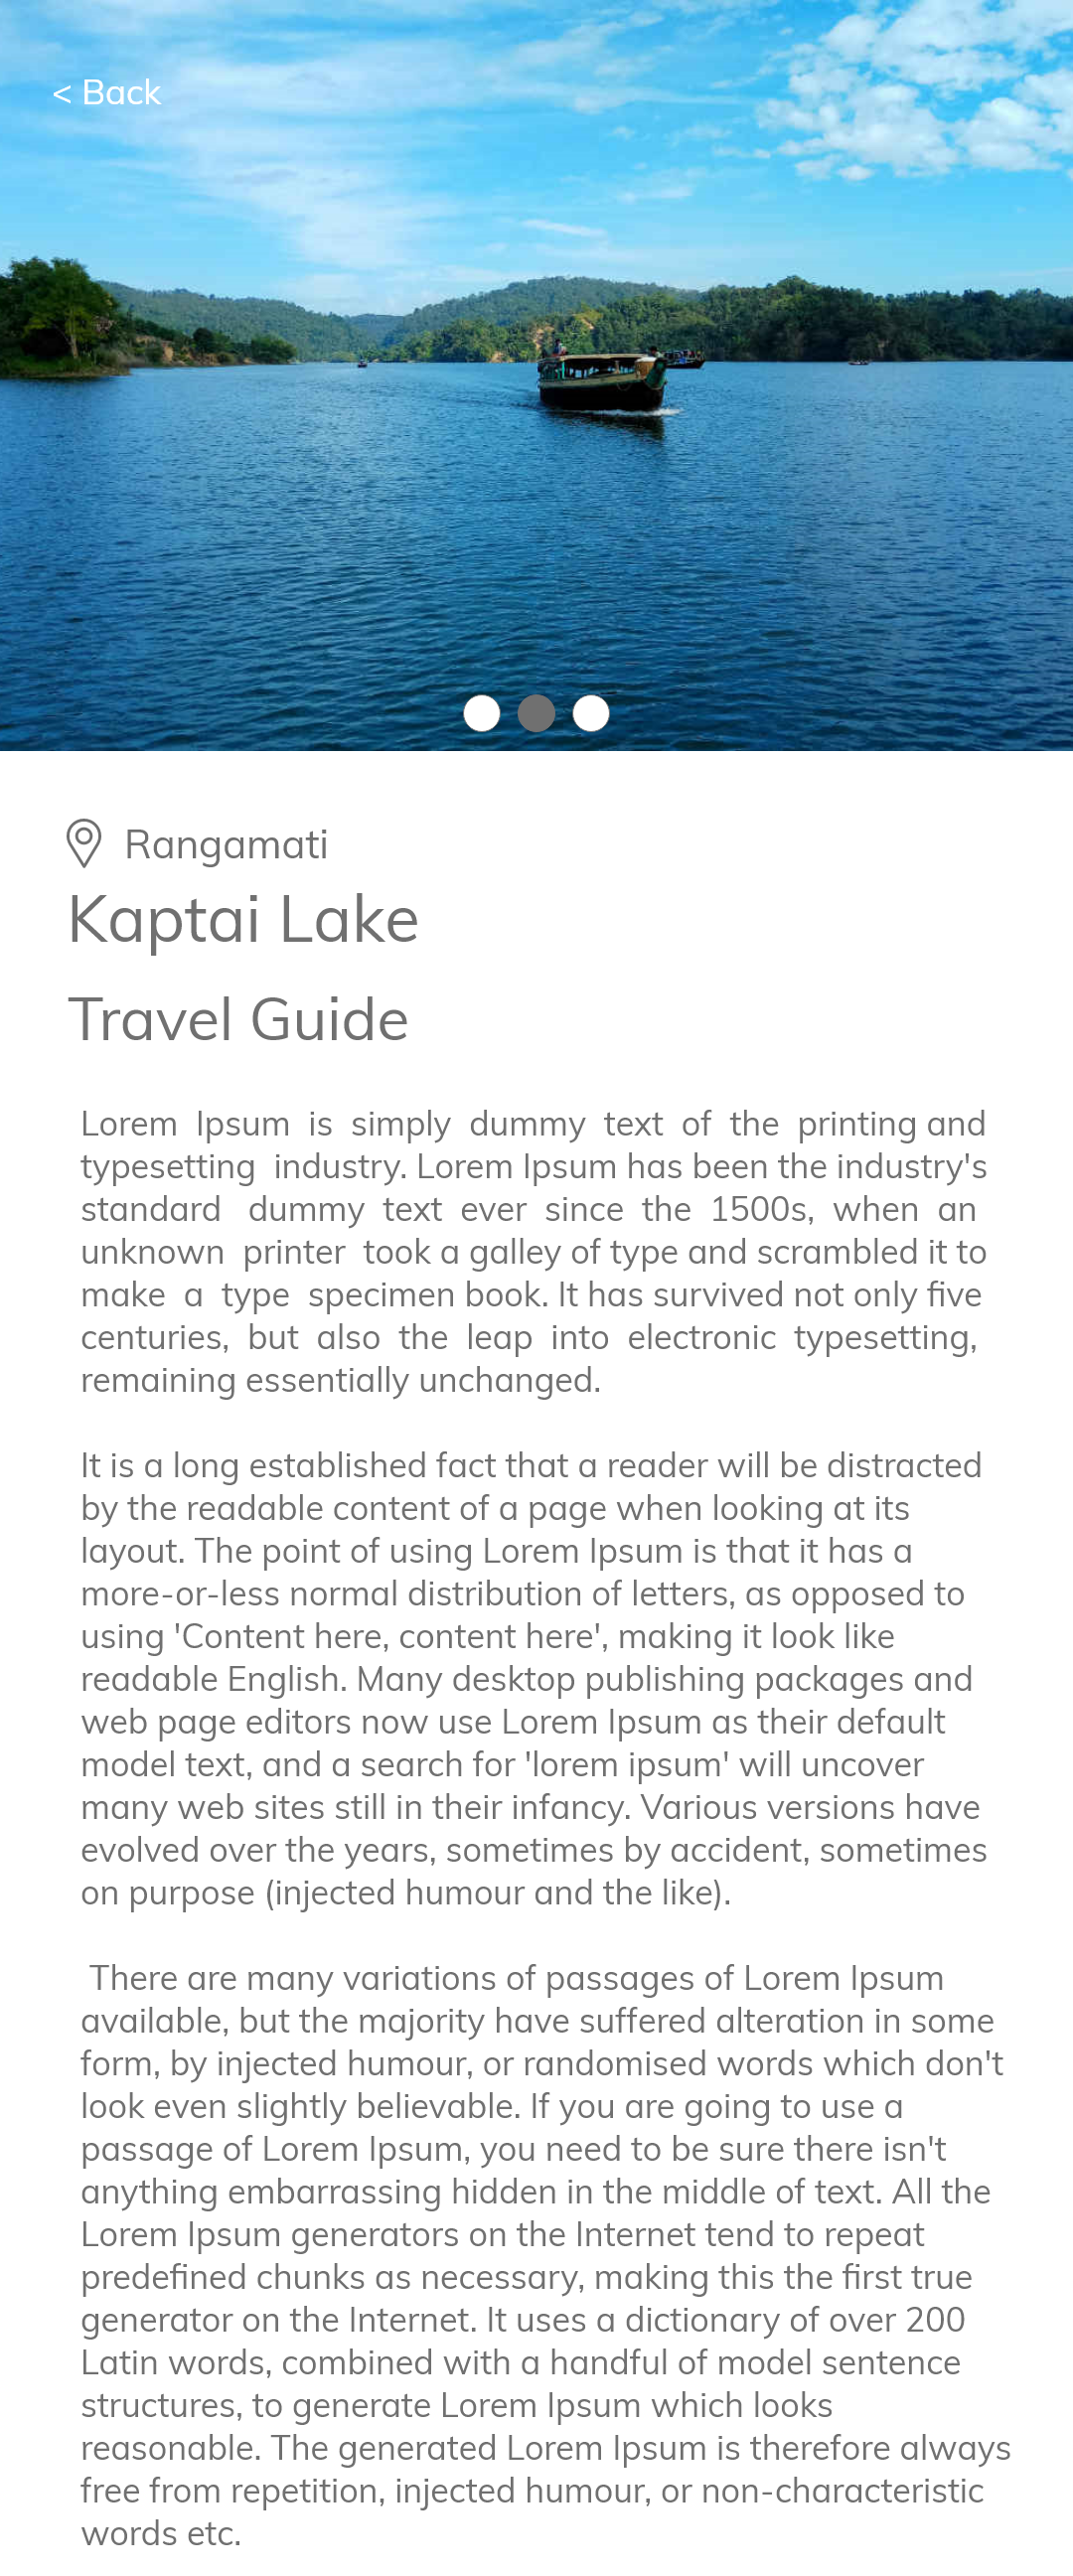 < Back
Rangamati
Kaptai Lake
Travel Guide
Lorem Ipsum is simply dummy text of the printing and
typesetting industry. Lorem Ipsum has been the industry's
standard dummy text ever since the 1500s, when an
unknown printer took a galley of type and scrambled it to
make a type specimen book. It has survived not only five
centuries, but also the leap into electronic typesetting,
remaining essentially unchanged.
It is a long established fact that a reader will be distracted
by the readable content of a page when looking at its
layout. The point of using Lorem Ipsum is that it has a
more-or-less normal distribution of letters, as opposed to
using 'Content here, content here', making it look like
readable English. Many desktop publishing packages and
web page editors now use Lorem Ipsum as their default
model text, and a search for 'lorem ipsum' will uncover
many web sites still in their infancy. Various versions have
evolved over the years, sometimes by accident, sometimes
on purpose (injected humour and the like).
There are many variations of passages of Lorem Ipsum
available, but the majority have suffered alteration in some
form, by injected humour, or randomised words which don't
look even slightly believable. If you are going to use a
passage of Lorem Ipsum, you need to be sure there isn't
anything embarrassing hidden in the middle of text. All the
Lorem Ipsum generators on the Internet tend to repeat
predefined chunks as necessary, making this the first true
generator on the Internet. It uses a dictionary of over 200
Latin words, combined with a handful of model sentence
structures, to generate Lorem Ipsum which looks
reasonable. The generated Lorem Ipsum is therefore always
free from repetition, injected humour, or non-characteristic
words etc.